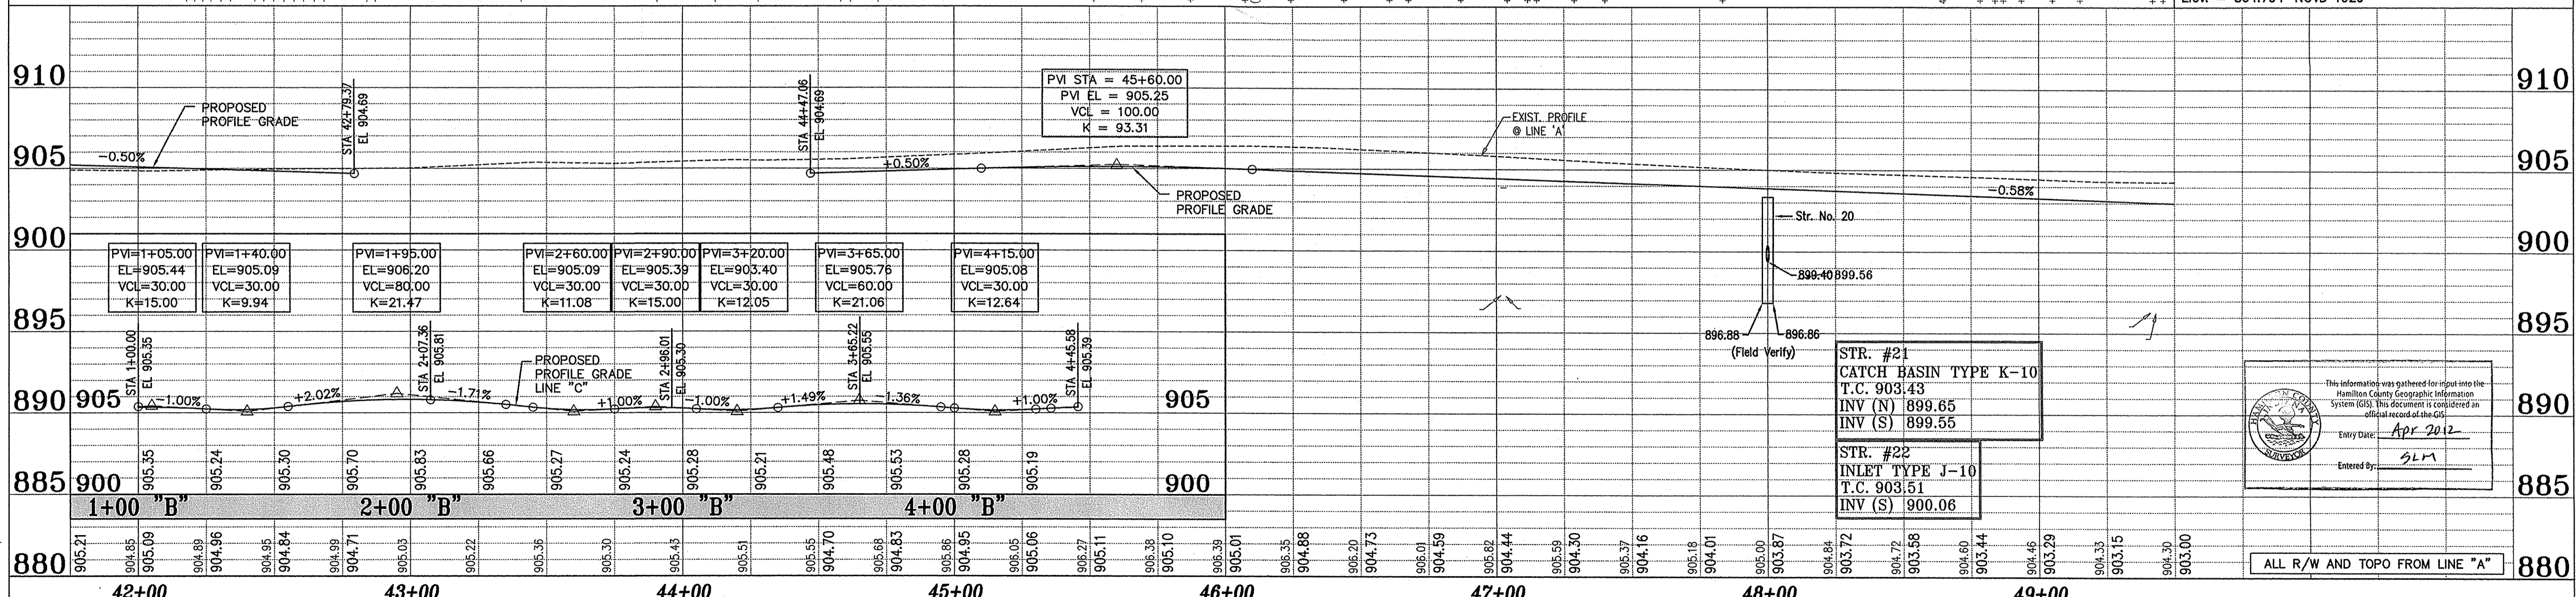 910
910
PROPOSED
PROFILE GRADE
STA 42+79.37
EL 904.69
STA 44+47.06
EL 904.69
PVI STA = 45+60.00
PVI EL = 905.25
VCL = 100.00
K = 93.31
EXIST. PROFILE
@ LINE 'A'
905
-0.50%
+0.50%
905
PROPOSED
PROFILE GRADE
-0.58%
Str. No. 20
900
900
PVI=1+05.00
EL=905.44
VCL=30.00
K=15.00
PVI=1+40.00
EL=905.09
VCL=30.00
K=9.94
PVI=1+95.00
EL=906.20
VCL=80.00
K=21.47
PVI=2+60.00
EL=905.09
VCL=30.00
K=11.08
PVI=2+90.00
EL=905.39
VCL=30.00
K=15.00
PVI=3+20.00
EL=903.40
VCL=30.00
K=12.05
PVI=3+65.00
EL=905.76
VCL=60.00
K=21.06
PVI=4+15.00
EL=905.08
VCL=30.00
K=12.64
899.40 899.56
895
895
896.88
896.86
(Field Verify)
STA 1+00.00
EL 905.35
STA 2+07.36
EL 905.81
PROPOSED
PROFILE GRADE
LINE "C"
STA 2+96.01
EL 905.30
STA 3+65.22
EL 905.55
STA 4+45.58
EL 905.39
-1.00%
+2.02%
-1.71%
+1.00%
-1.00%
+1.49%
-1.36%
+1.00%
890 905
905
890
STR. #21
CATCH BASIN TYPE K-10
T.C. 903.43
INV (N) 899.65
INV (S) 899.55
STR. #22
INLET TYPE J-10
T.C. 903.51
INV (S) 900.06
This information was gathered for input into the
Hamilton County Geographic Information
System (GIS). This document is considered an
official record of the GIS
Entry Date: Apr 2012
Entered By: SLM
HAMILTON COUNTY
INDIANA
SURVEYOR
905.35
905.24
905.30
905.70
905.83
905.66
905.27
905.24
905.28
905.21
905.48
905.53
905.28
905.19
885 900
900
885
1+00 "B"
2+00 "B"
3+00 "B"
4+00 "B"
905.21
904.85
905.09
904.89
904.96
904.95
904.84
904.99
904.71
905.03
905.22
905.36
905.30
905.43
905.51
905.55
904.70
905.68
904.83
905.86
904.95
906.05
905.06
906.27
905.11
906.38
905.10
906.39
905.01
906.35
904.88
906.20
904.73
906.01
904.59
905.82
904.44
905.59
904.30
905.37
904.16
905.18
904.01
905.00
903.87
904.84
903.72
904.72
903.58
904.60
903.44
904.46
903.29
904.33
903.15
904.30
903.00
880
ALL R/W AND TOPO FROM LINE "A"
880
42+00
43+00
44+00
45+00
46+00
47+00
48+00
49+00